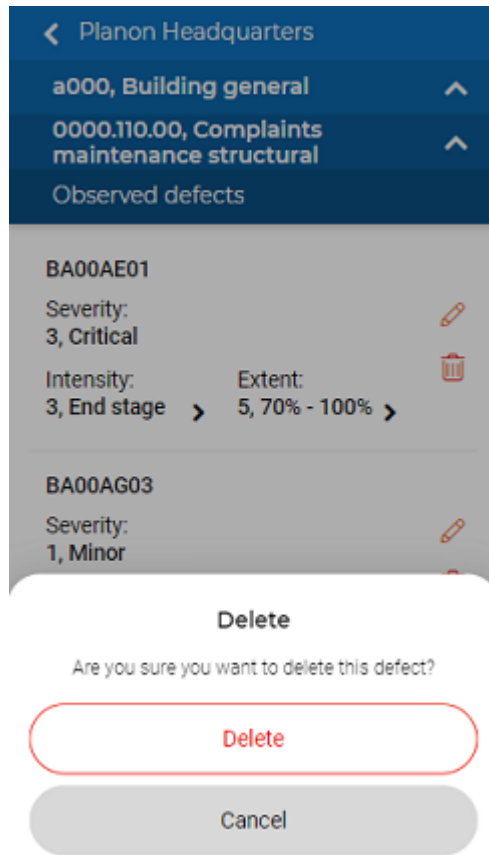 Planon Headquarters
a000, Building general
0000.110.00, Complaints
maintenance structural
Observed defects
BA00AE01
Severity:
3, Critical
Intensity:
3, End stage
Extent:
5, 70% - 100%
BA00AG03
Severity:
1, Minor
Delete
Are you sure you want to delete this defect?
Delete
Cancel